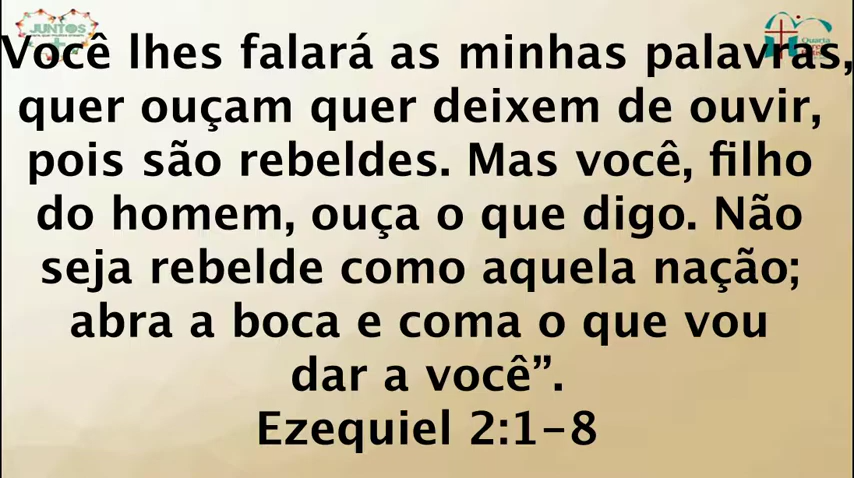 JUNTOS
Você lhes falará as minhas palavras,
quer ouçam quer deixem de ouvir,
pois são rebeldes. Mas você, filho
do homem, ouça o que digo. Não
seja rebelde como aquela nação;
abra a boca e coma o que vou
dar a você”.
Ezequiel 2:1-8